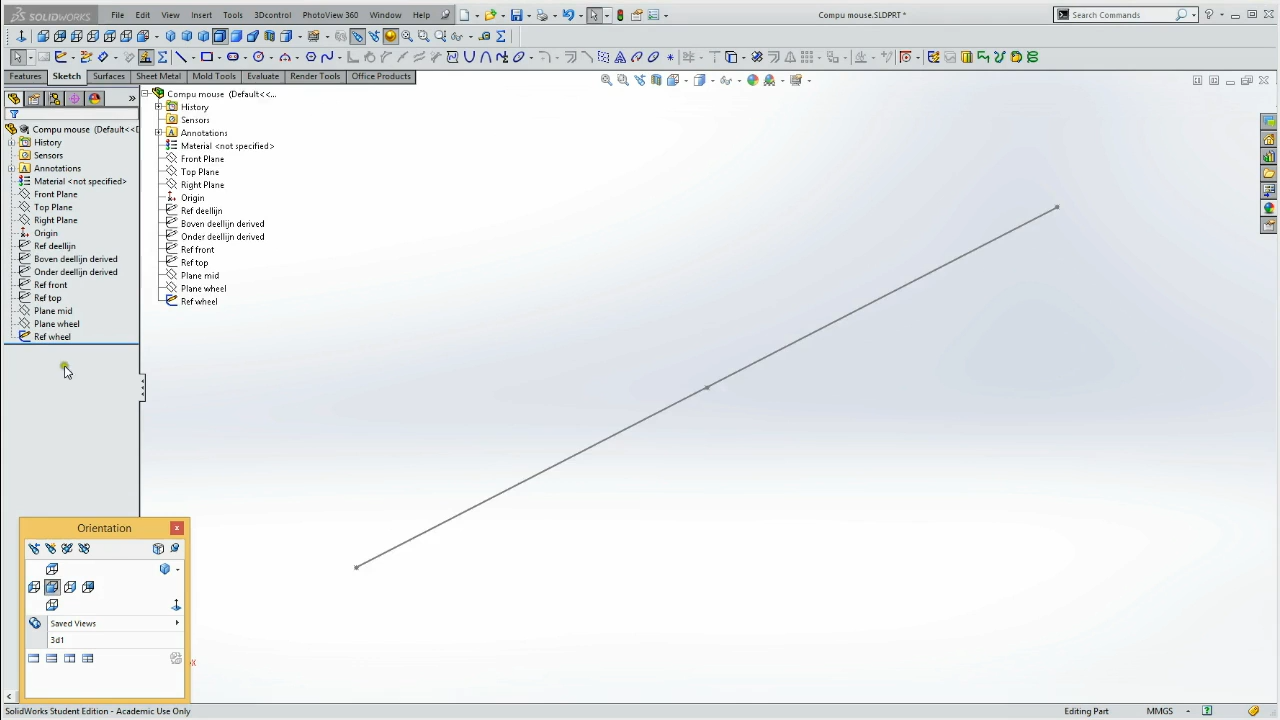 SOLIDWORKS File Edit View Insert Tools 3Dcontrol PhotoView 360 Window Help Compu mouse.SLDPRT * Search Commands
Features Sketch Surfaces Sheet Metal Mold Tools Evaluate Render Tools Office Products
Compu mouse (Default<<D
History
Sensors
Annotations
Material <not specified>
Front Plane
Top Plane
Right Plane
Origin
Ref deellijn
Boven deellijn derived
Onder deellijn derived
Ref front
Ref top
Plane mid
Plane wheel
Ref wheel
Compu mouse (Default<<...
History
Sensors
Annotations
Material <not specified>
Front Plane
Top Plane
Right Plane
Origin
Ref deellijn
Boven deellijn derived
Onder deellijn derived
Ref front
Ref top
Plane mid
Plane wheel
Ref wheel
Orientation
Saved Views
3d1
SolidWorks Student Edition - Academic Use Only Editing Part MMGS